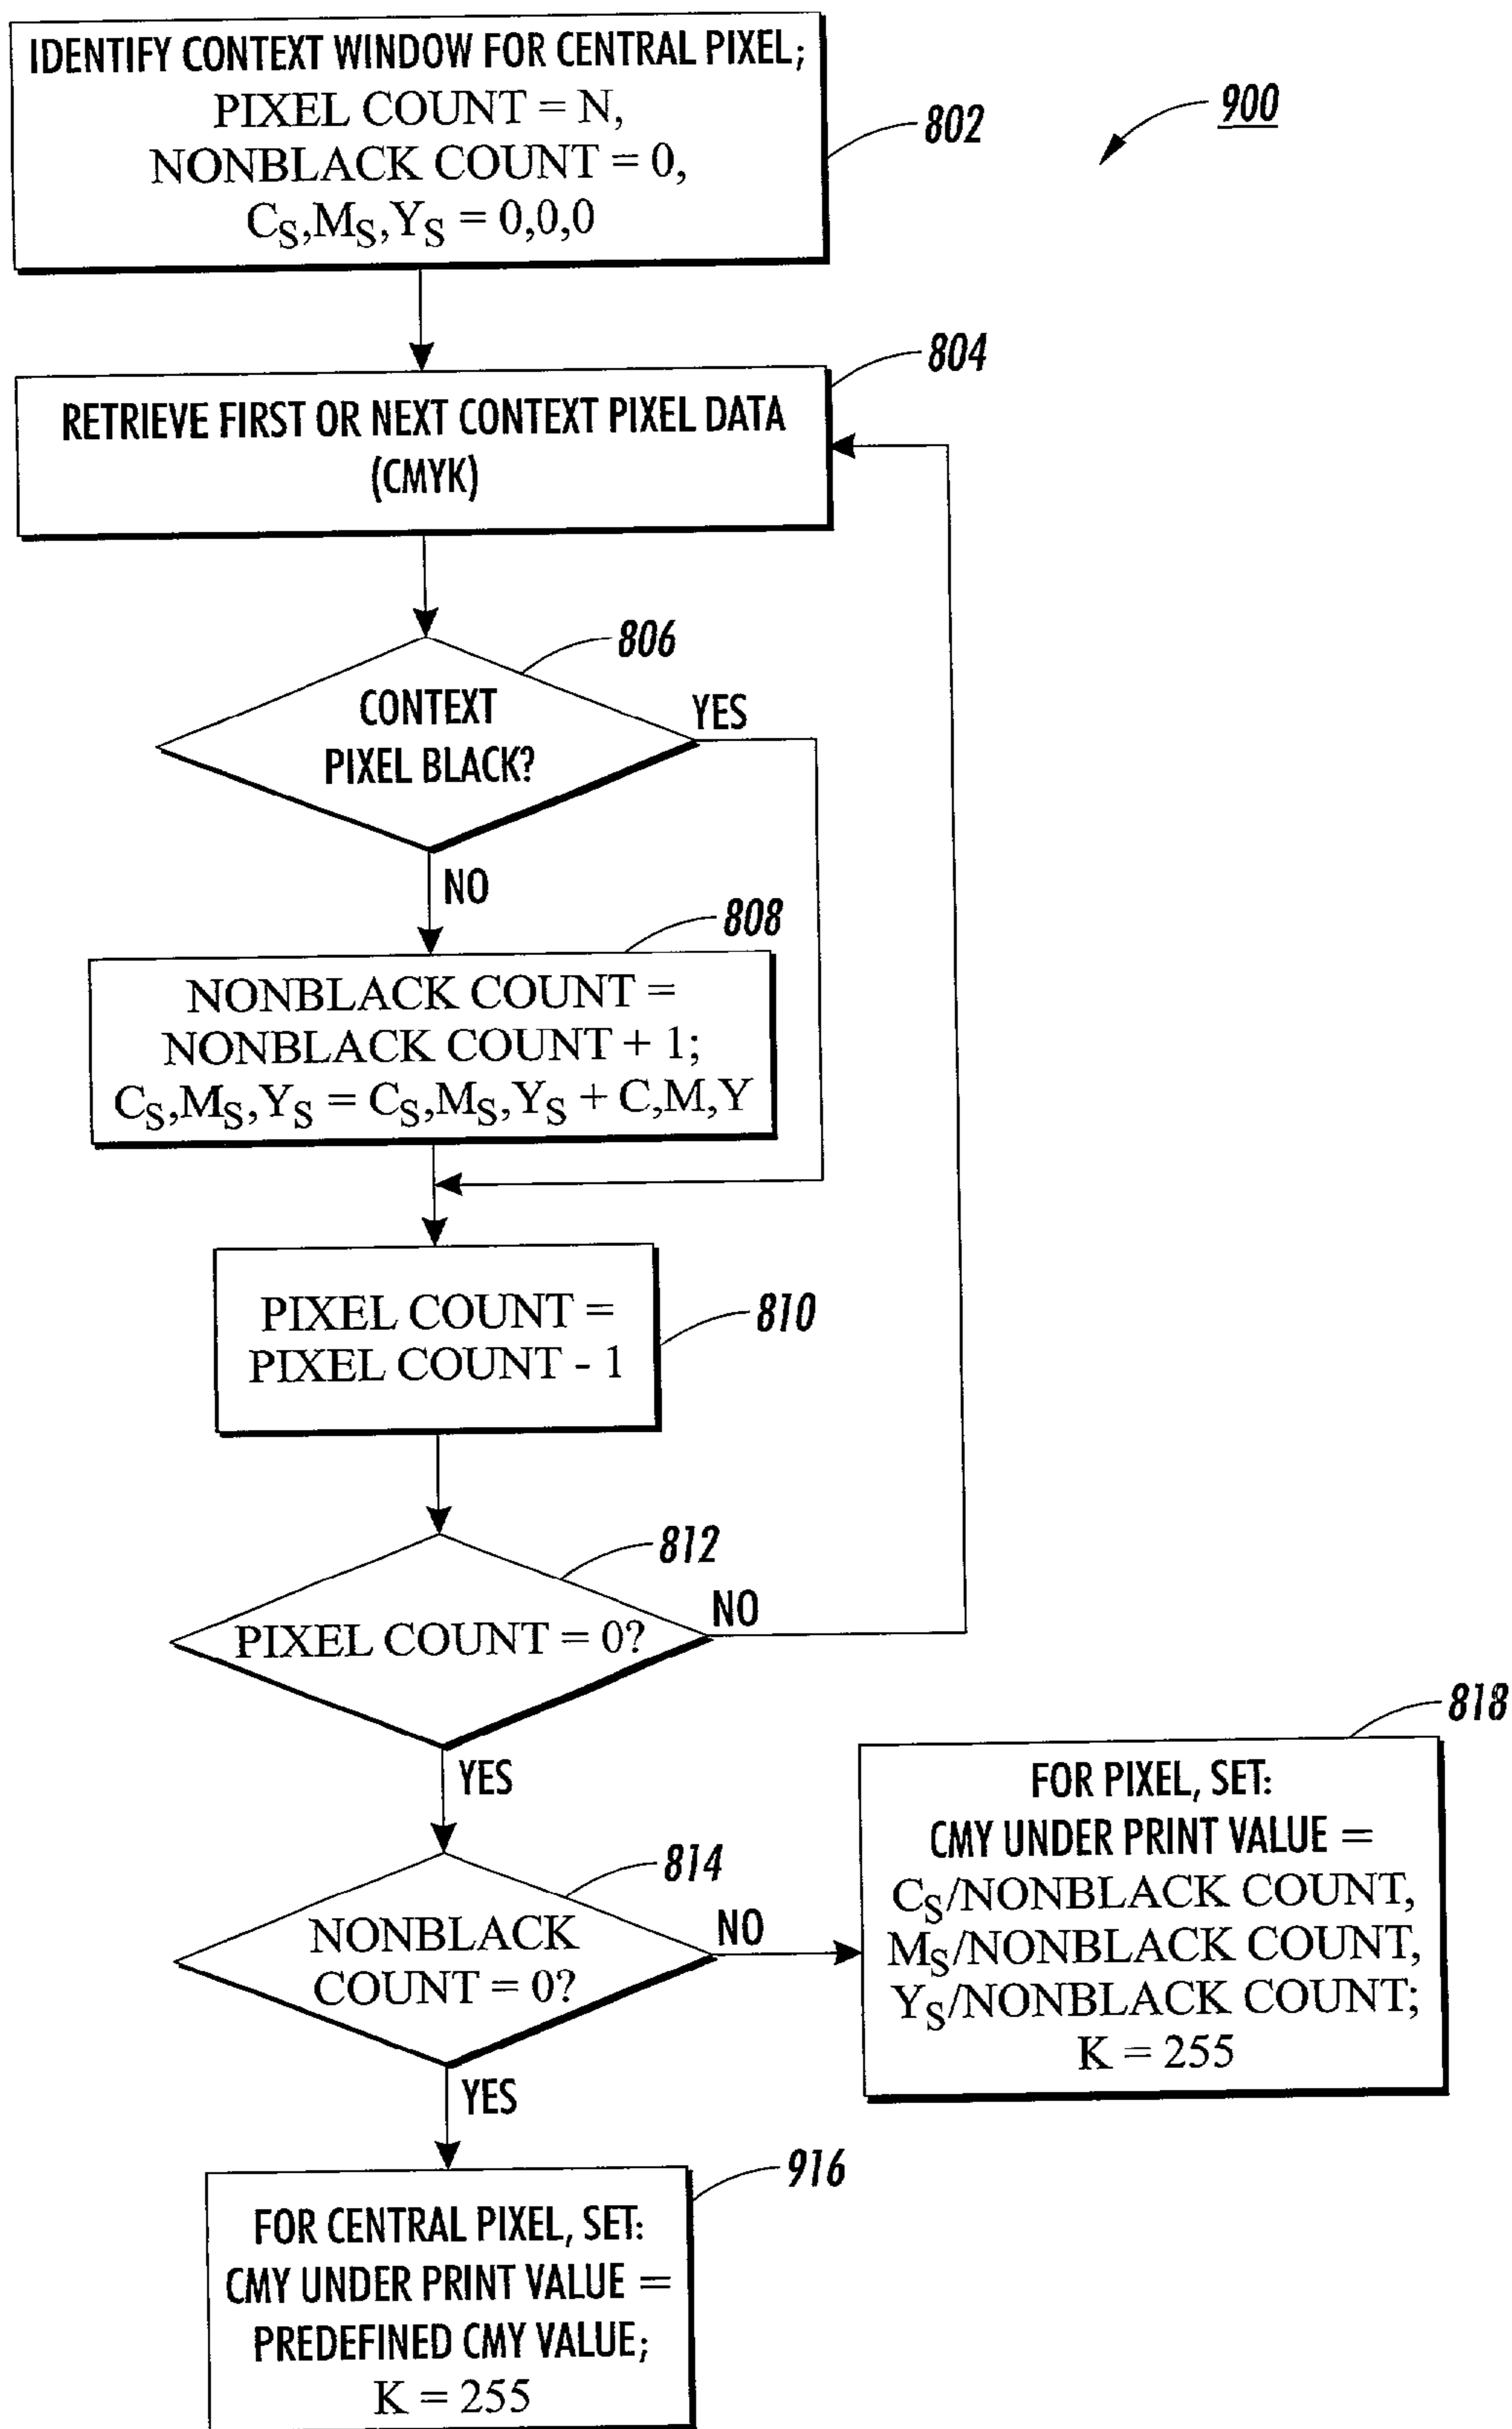 IDENTIFY CONTEXT WINDOW FOR CENTRAL PIXEL;
PIXEL COUNT = N,
NONBLACK COUNT = 0,
CS,MS,YS = 0,0,0
802
900
804
RETRIEVE FIRST OR NEXT CONTEXT PIXEL DATA
(CMYK)
806
CONTEXT
PIXEL BLACK?
YES
NO
808
NONBLACK COUNT =
NONBLACK COUNT + 1;
CS,MS,YS = CS,MS,YS + C,M,Y
PIXEL COUNT =
PIXEL COUNT - 1
810
812
PIXEL COUNT = 0?
NO
YES
814
NONBLACK
COUNT = 0?
NO
YES
818
FOR PIXEL, SET:
CMY UNDER PRINT VALUE =
CS/NONBLACK COUNT,
MS/NONBLACK COUNT,
YS/NONBLACK COUNT;
K = 255
916
FOR CENTRAL PIXEL, SET:
CMY UNDER PRINT VALUE =
PREDEFINED CMY VALUE;
K = 255